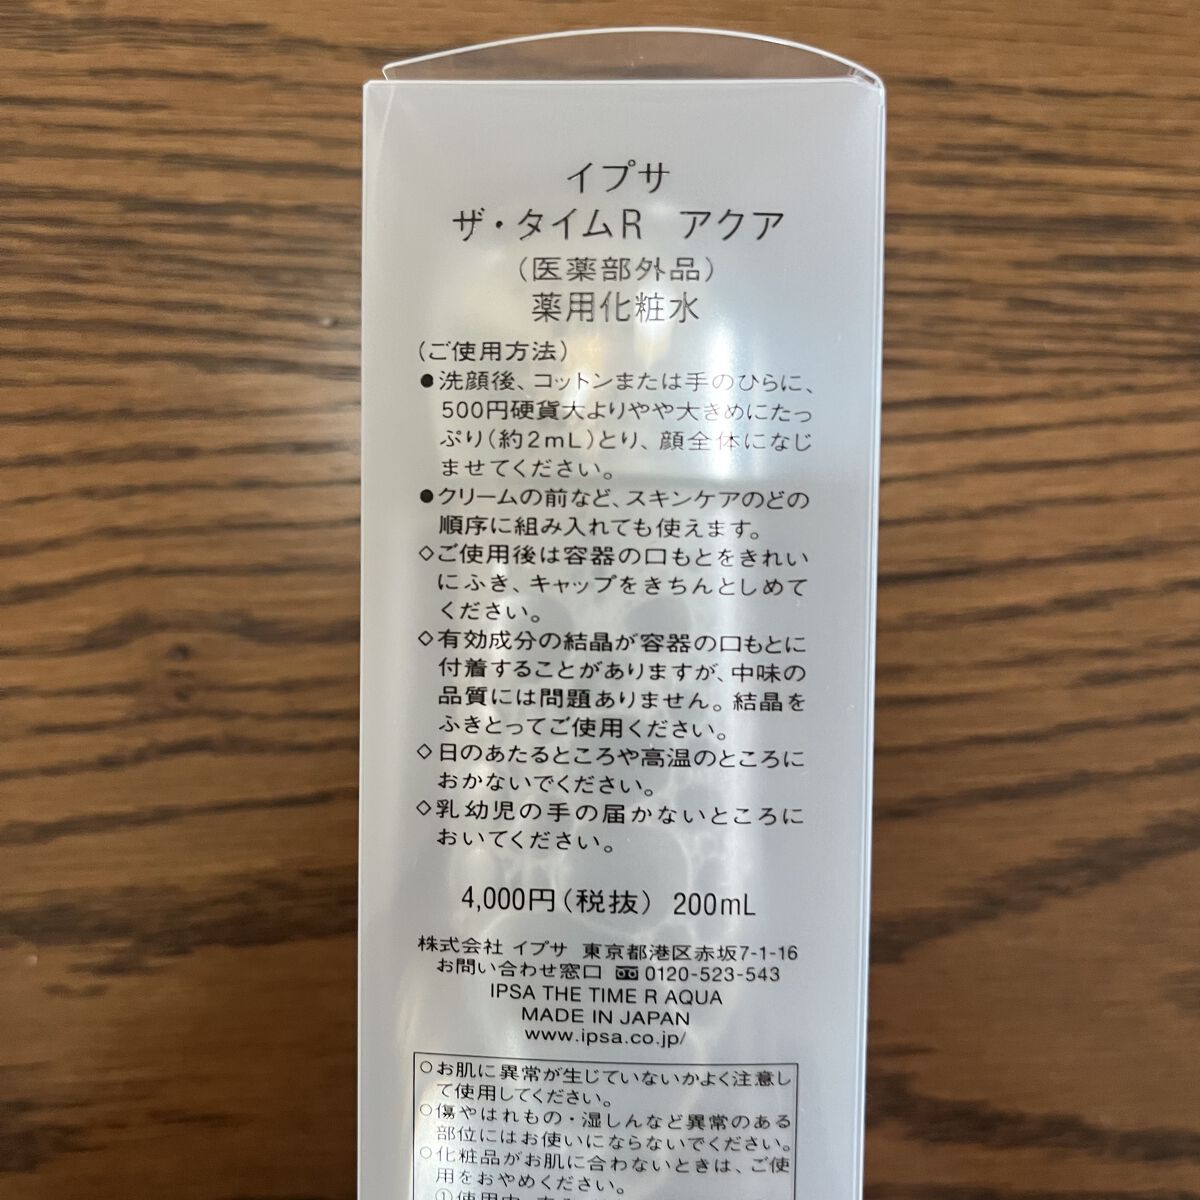 イプサ
ザ・タイムR アクア
（医薬部外品）
薬用化粧水
（ご使用方法）
●洗顔後、コットンまたは手のひらに、
500円硬貨大よりやや大きめにたっ
ぷり（約2mL）とり、顔全体になじ
ませてください。
●クリームの前など、スキンケアのどの
順序に組み入れても使えます。
◇ご使用後は容器の口もとをきれい
にふき、キャップをきちんとしめて
ください。
◇有効成分の結晶が容器の口もとに
付着することがありますが、中味の
品質には問題ありません。結晶を
ふきとってご使用ください。
◇日のあたるところや高温のところに
おかないでください。
◇乳幼児の手の届かないところに
おいてください。
4,000円（税抜） 200mL
株式会社 イプサ 東京都港区赤坂7-1-16
お問い合わせ窓口 0120-523-543
IPSA THE TIME R AQUA
MADE IN JAPAN
www.ipsa.co.jp/
○お肌に異常が生じていないかよく注意し
て使用してください。
○傷やはれもの・湿しんなど異常のある
部位にはお使いにならないでください。
○化粧品がお肌に合わないときは、ご使
用をおやめください。